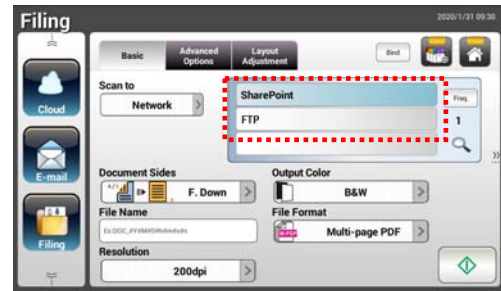 Filing
2020/1/31 09:30
Basic
Advanced
Options
Layout
Adjustment
Bind
Cloud
Scan to
Network
SharePoint
FTP
Freq.
1
E-mail
Document Sides
F. Down
Output Color
B&W
File Name
File Format
Multi-page PDF
Filing
Resolution
200dpi